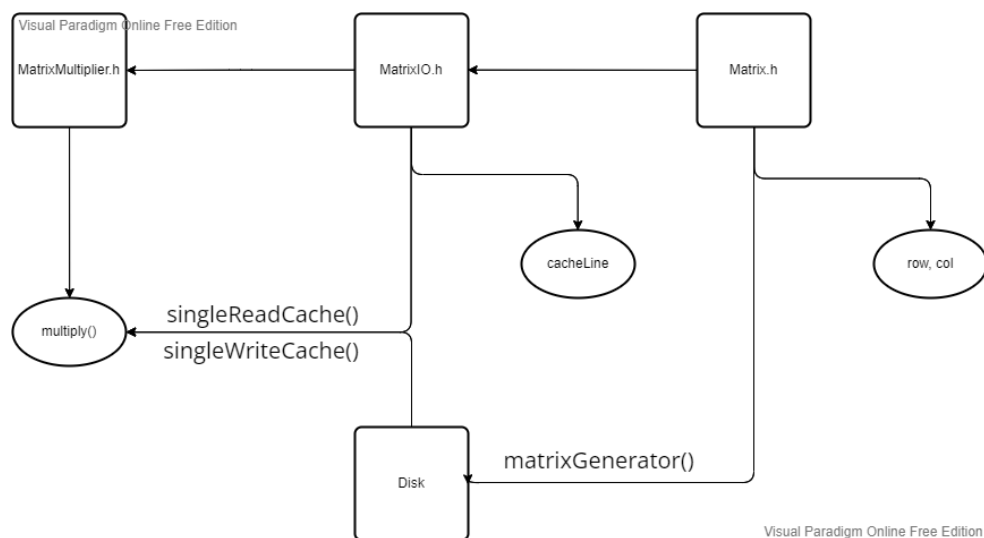 Visual Paradigm Online Free Edition
MatrixMultiplier.h
MatrixIO.h
Matrix.h
cacheLine
row, col
singleReadCache()
multiply()
singleWriteCache()
matrixGenerator()
Disk
Visual Paradigm Online Free Edition